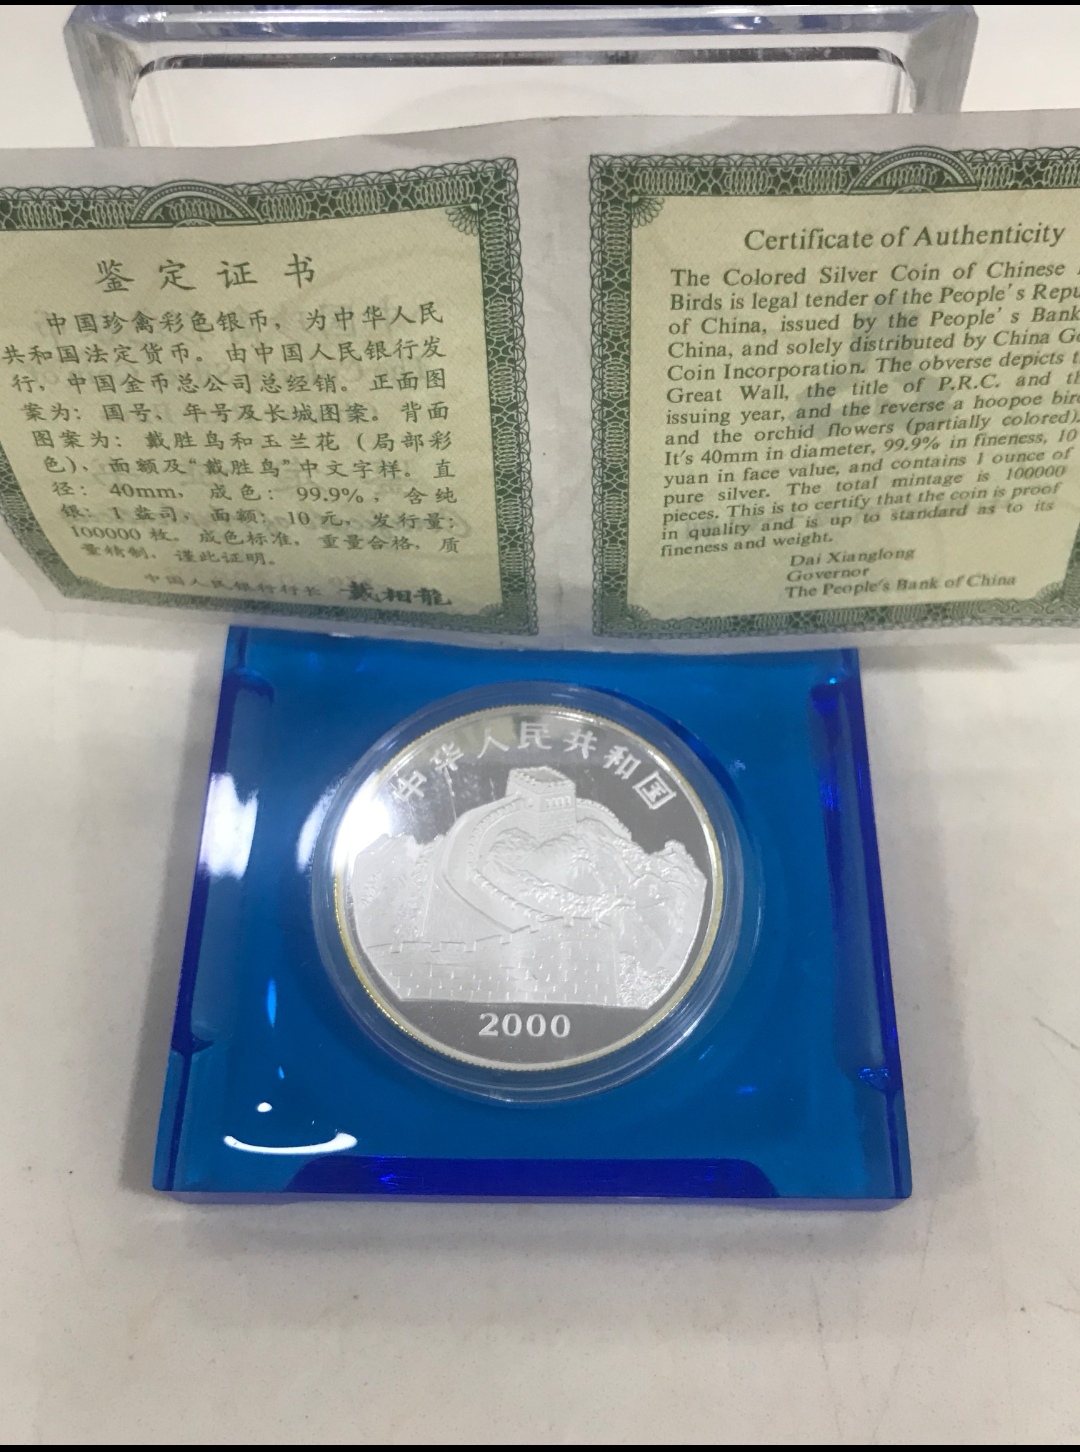 鉴定证书
中国珍禽彩色银币，为中华人民
共和国法定货币。由中国人民银行发
行，中国金币总公司总经销。正面图
案为：国号、年号及长城图案。背面
图案为：戴胜鸟和玉兰花（局部彩
色）、面额及“戴胜鸟”中文字样。直
径：40mm，成色：99.9%，含纯
银：1盎司，面额：10元，发行量：
100000枚。成色标准，重量合格，质
量精制。谨此证明。
中国人民银行行长 戴相龍
Certificate of Authenticity
The Colored Silver Coin of Chinese
Birds is legal tender of the People's Repu
of China, issued by the People's Bank
China, and solely distributed by China Go
Coin Incorporation. The obverse depicts t
Great Wall, the title of P.R.C. and th
issuing year, and the reverse a hoopoe bird
and the orchid flowers (partially colored).
It's 40mm in diameter, 99.9% in fineness, 10
yuan in face value, and contains 1 ounce of
pure silver. The total mintage is 100000
pieces. This is to certify that the coin is proof
in quality and is up to standard as to its
fineness and weight.
Dai Xianglong
Governor
The People's Bank of China
中华人民共和国
2000